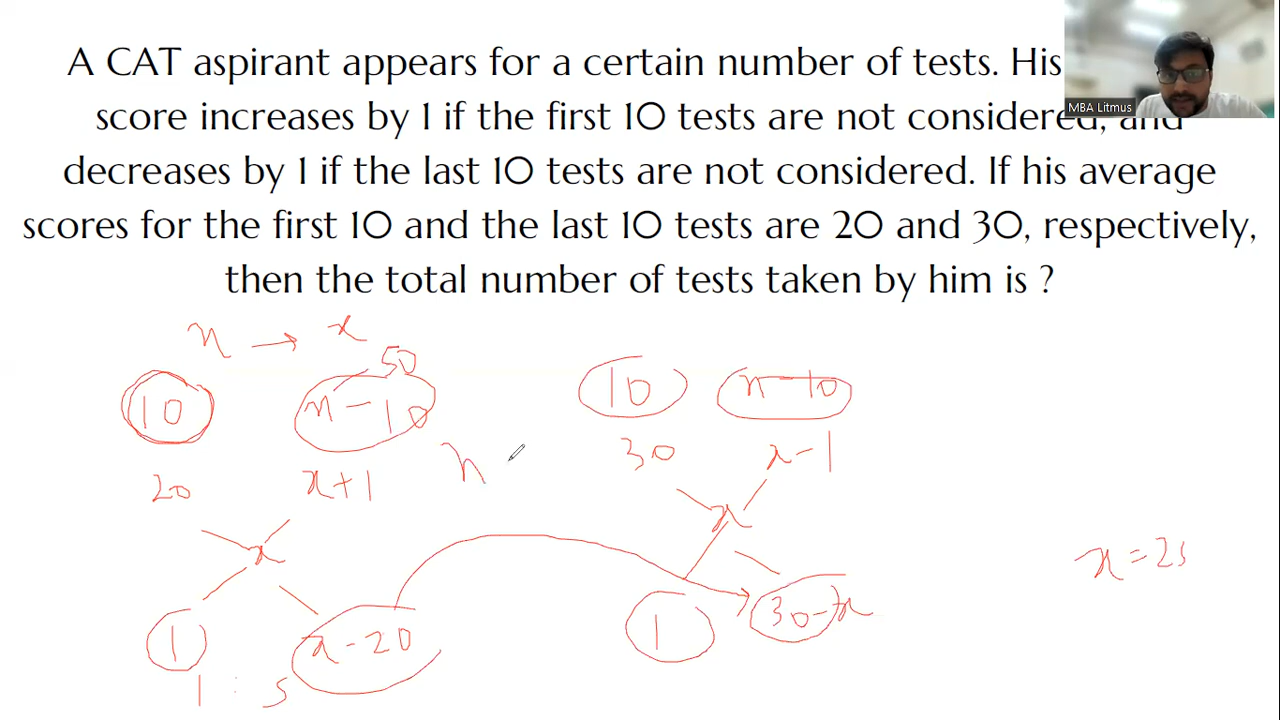 A CAT aspirant appears for a certain number of tests. His
MBA Litmus
score increases by 1 if the first 10 tests are not considered, and
decreases by 1 if the last 10 tests are not considered. If his average
scores for the first 10 and the last 10 tests are 20 and 30, respectively,
then the total number of tests taken by him is ?
n → x
50
10 n-10 10 n-10
20 x+1 n 30 x-1
x x
x=25
1 x-20 1 30-x
1 : 5